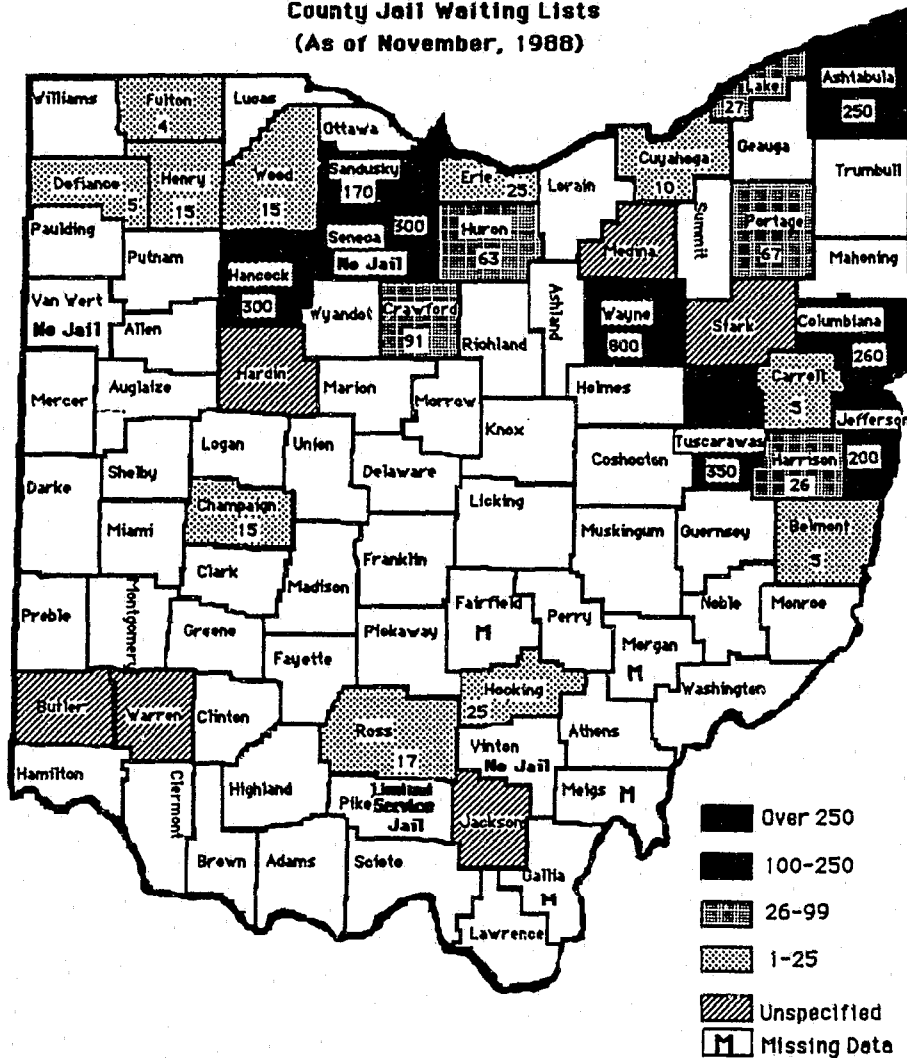 County Jail Waiting Lists
(As of November, 1988)
Williams
Fulton
4
Lucas
Ottawa
Lake
27
Ashtabula
250
Defiance
5
Henry
15
Wood
15
Sandusky
170
Erie
25
Lorain
Cuyahoga
10
Geauga
Trumbull
Paulding
Putnam
Seneca
300
No Jail
Huron
63
Medina
Summit
Portage
67
Mahoning
Van Wert
No Jail
Allen
Hancock
300
Wyandot
Crawford
91
Richland
Ashland
Wayne
800
Stark
Columbiana
260
Mercer
Auglaize
Hardin
Marion
Morrow
Holmes
Carroll
5
Jefferson
200
Logan
Union
Knox
Coshocton
Tuscarawas
350
Harrison
26
Darke
Shelby
Delaware
Licking
Champaign
15
Miami
Muskingum
Guernsey
Belmont
5
Clark
Madison
Franklin
Preble
Montgomery
Greene
Fairfield
M
Perry
Noble
Monroe
Pickaway
Morgan
M
Fayette
Washington
Butler
Warren
Clinton
Hocking
25
Ross
17
Athens
Vinton
No Jail
Hamilton
Clermont
Highland
Pike
Limited
Service
Jail
Jackson
Meigs
M
Brown
Adams
Scioto
Gallia
M
Lawrence
Over 250
100-250
26-99
1-25
Unspecified
M Missing Data